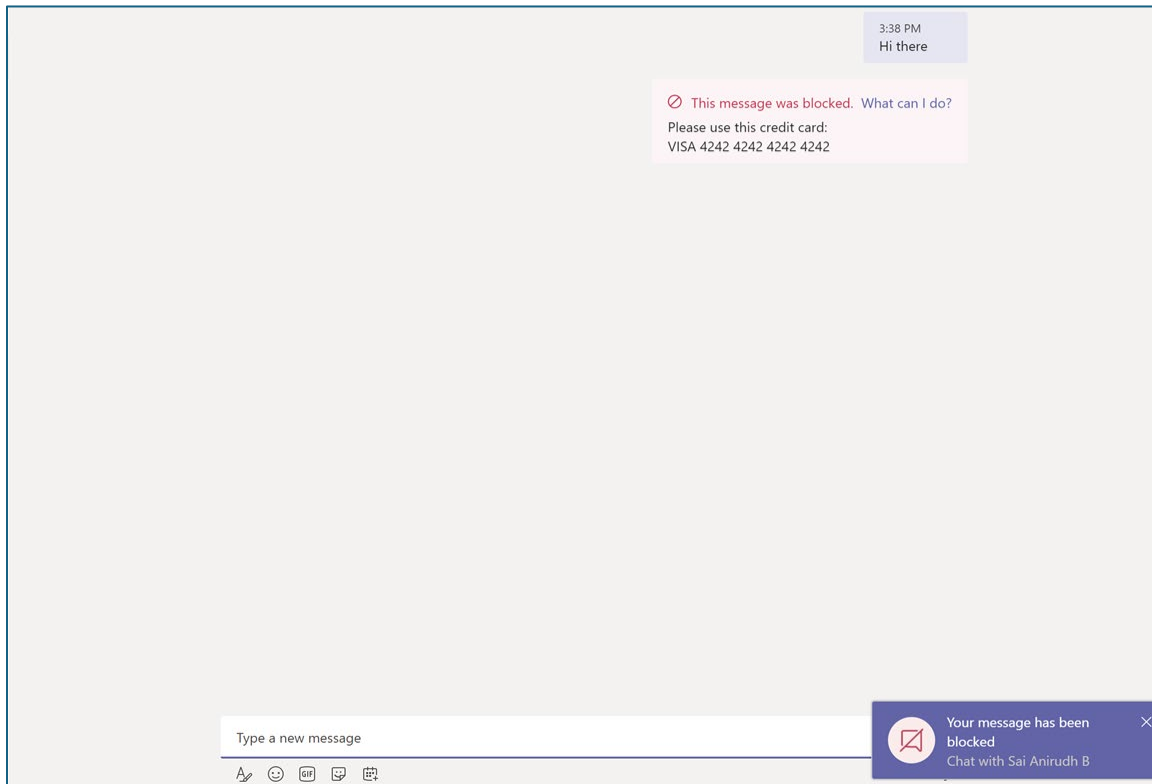 3:38 PM
Hi there
This message was blocked. What can I do?
Please use this credit card:
VISA 4242 4242 4242 4242
Type a new message
GIF
Your message has been
blocked
Chat with Sai Anirudh B